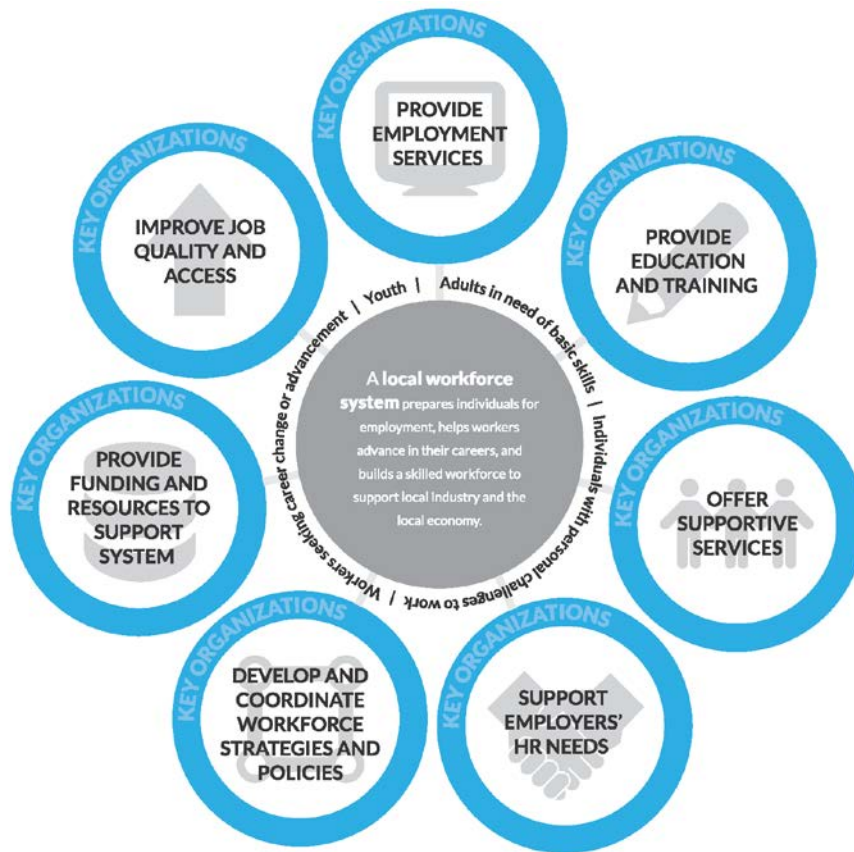 KEY ORGANIZATIONS
PROVIDE
EMPLOYMENT
SERVICES
KEY ORGANIZATIONS
PROVIDE
EDUCATION
AND TRAINING
KEY ORGANIZATIONS
OFFER
SUPPORTIVE
SERVICES
KEY ORGANIZATIONS
SUPPORT
EMPLOYERS'
HR NEEDS
KEY ORGANIZATIONS
DEVELOP AND
COORDINATE
WORKFORCE
STRATEGIES AND
POLICIES
KEY ORGANIZATIONS
PROVIDE
FUNDING AND
RESOURCES TO
SUPPORT
SYSTEM
KEY ORGANIZATIONS
IMPROVE JOB
QUALITY AND
ACCESS
Youth | Adults in need of basic skills | Individuals with personal challenges to work | Workers seeking career change or advancement |
A local workforce
system prepares individuals for
employment, helps workers
advance in their careers, and
builds a skilled workforce to
support local industry and the
local economy.